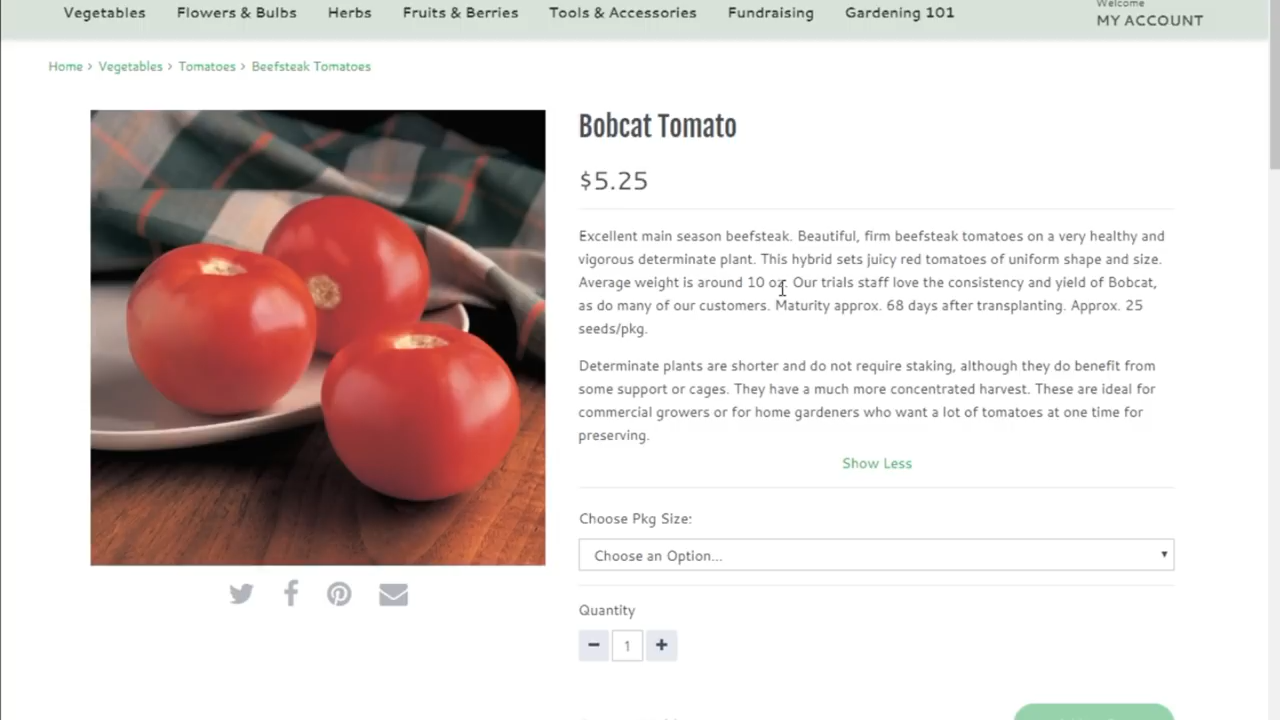 Vegetables Flowers & Bulbs Herbs Fruits & Berries Tools & Accessories Fundraising Gardening 101
Welcome
MY ACCOUNT
Home > Vegetables > Tomatoes > Beefsteak Tomatoes
Bobcat Tomato
$5.25
Excellent main season beefsteak. Beautiful, firm beefsteak tomatoes on a very healthy and
vigorous determinate plant. This hybrid sets juicy red tomatoes of uniform shape and size.
Average weight is around 10 oz. Our trials staff love the consistency and yield of Bobcat,
as do many of our customers. Maturity approx. 68 days after transplanting. Approx. 25
seeds/pkg.
Determinate plants are shorter and do not require staking, although they do benefit from
some support or cages. They have a much more concentrated harvest. These are ideal for
commercial growers or for home gardeners who want a lot of tomatoes at one time for
preserving.
Show Less
Choose Pkg Size:
Choose an Option...
Quantity
1